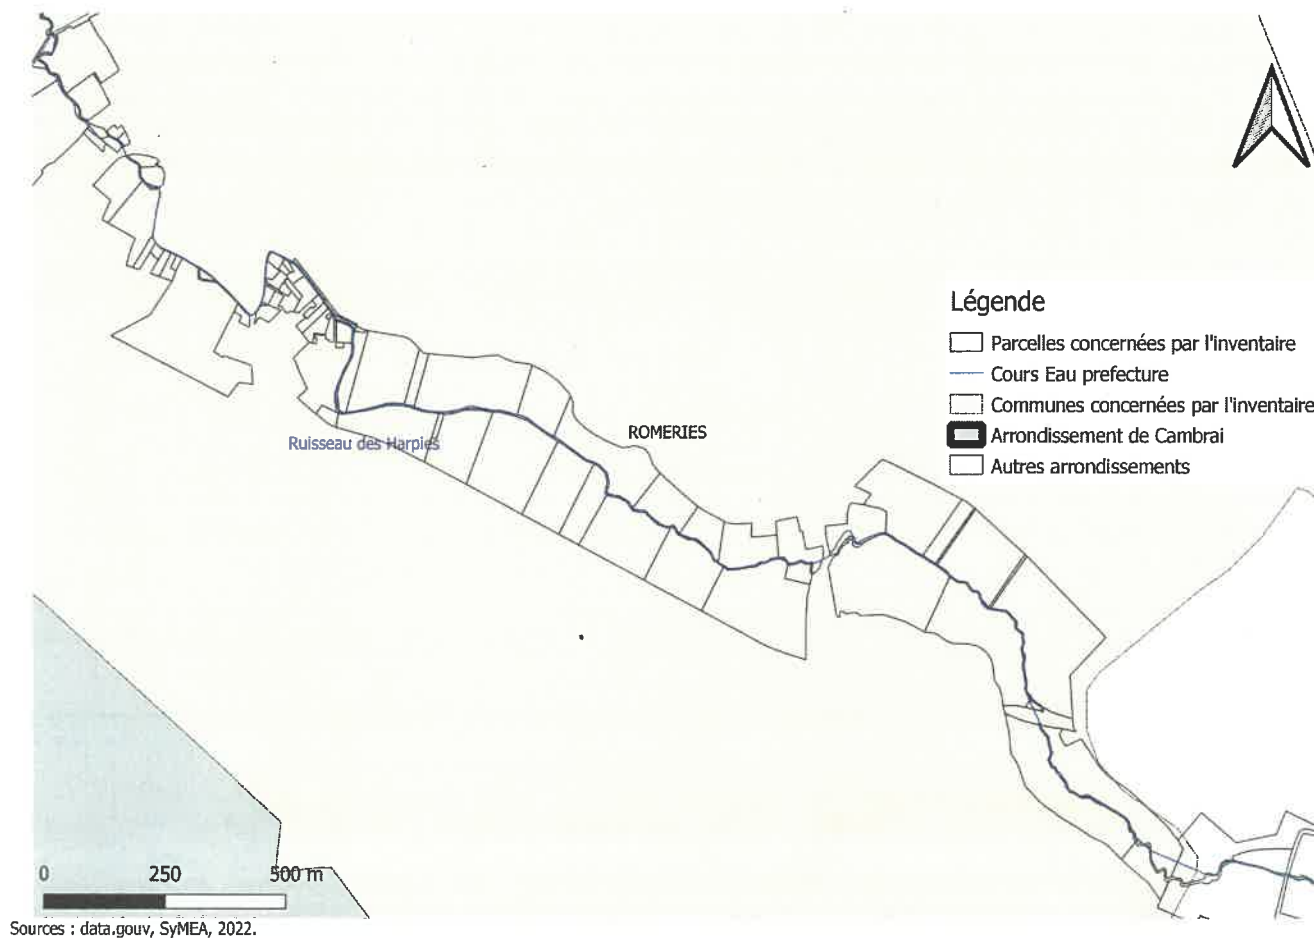 Légende
Parcelles concernées par l'inventaire
Cours Eau prefecture
Communes concernées par l'inventaire
Arrondissement de Cambrai
Autres arrondissements
ROMERIES
Ruisseau des Harpies
0 250 500 m
Sources : data.gouv, SyMEA, 2022.